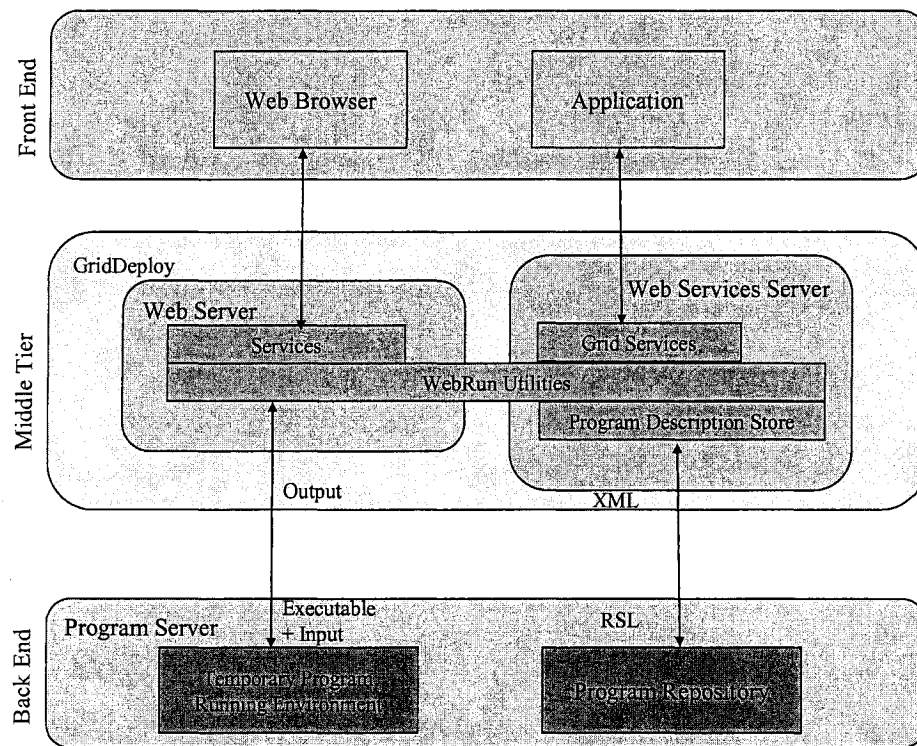 Front End
Web Browser
Application
Middle Tier
GridDeploy
Web Server
Services
Web Services Server
Grid Services
WebRun Utilities
Program Description Store
Output
XML
Back End
Program Server
Executable
+ Input
RSL
Temporary Program
Running Environment
Program Repository